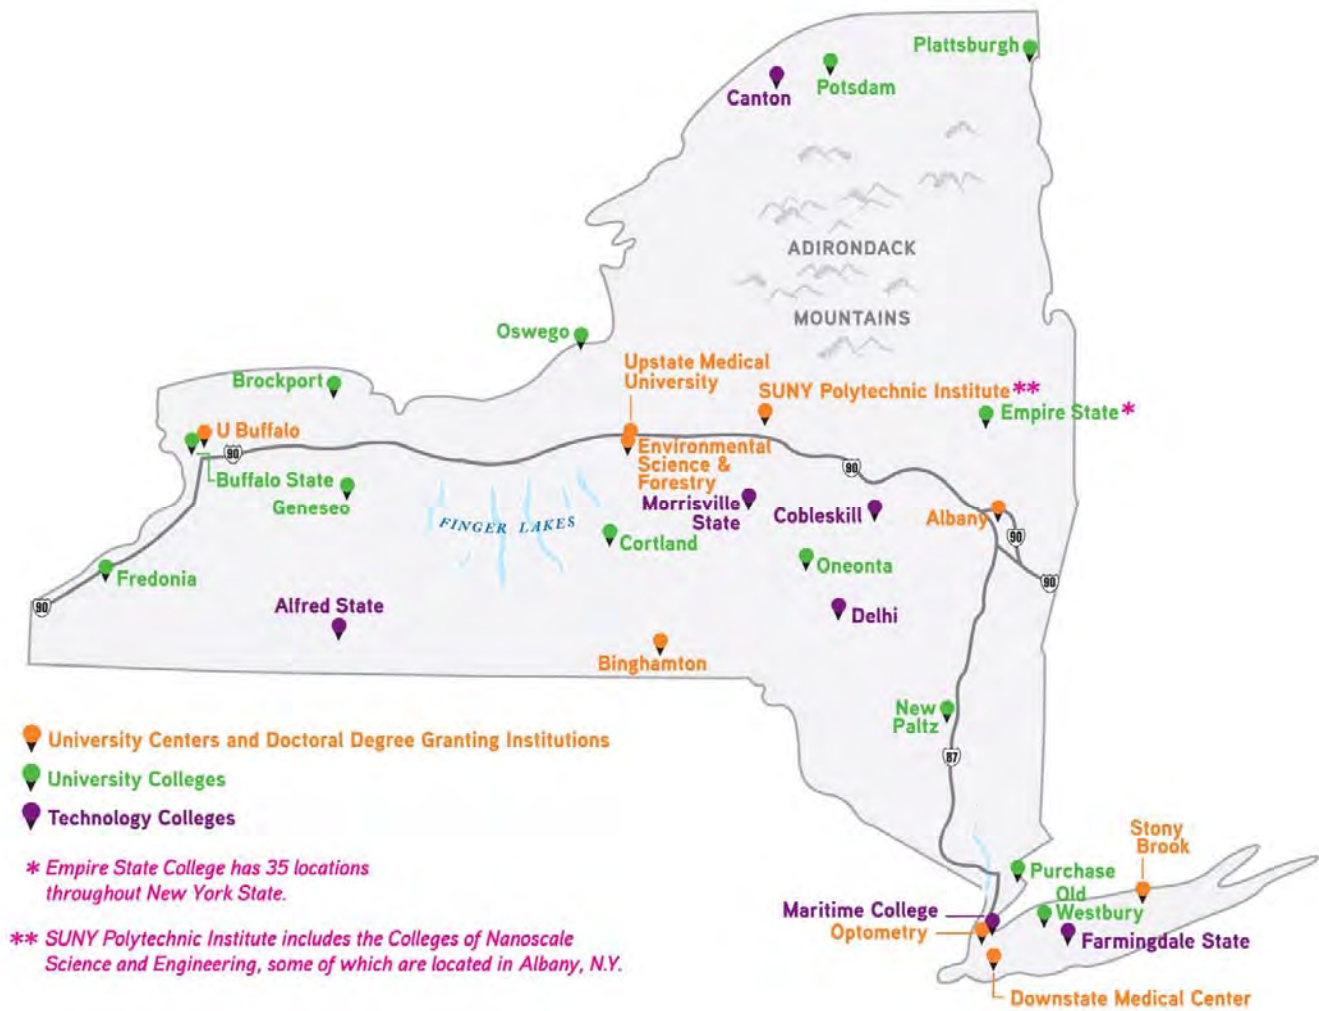 Plattsburgh
Potsdam
Canton
ADIRONDACK
MOUNTAINS
Oswego
Upstate Medical
University
SUNY Polytechnic Institute**
Brockport
Empire State*
U Buffalo
90
Environmental
Science &
Forestry
90
Buffalo State
Geneseo
Morrisville
State
Cobleskill
Albany
FINGER LAKES
Cortland
90
Oneonta
Fredonia
90
90
Alfred State
Delhi
Binghamton
New
Paltz
University Centers and Doctoral Degree Granting Institutions
87
University Colleges
Technology Colleges
Stony
Brook
* Empire State College has 35 locations
throughout New York State.
Purchase
Old
Westbury
Maritime College
Optometry
Farmingdale State
** SUNY Polytechnic Institute includes the Colleges of Nanoscale
Science and Engineering, some of which are located in Albany, N.Y.
Downstate Medical Center